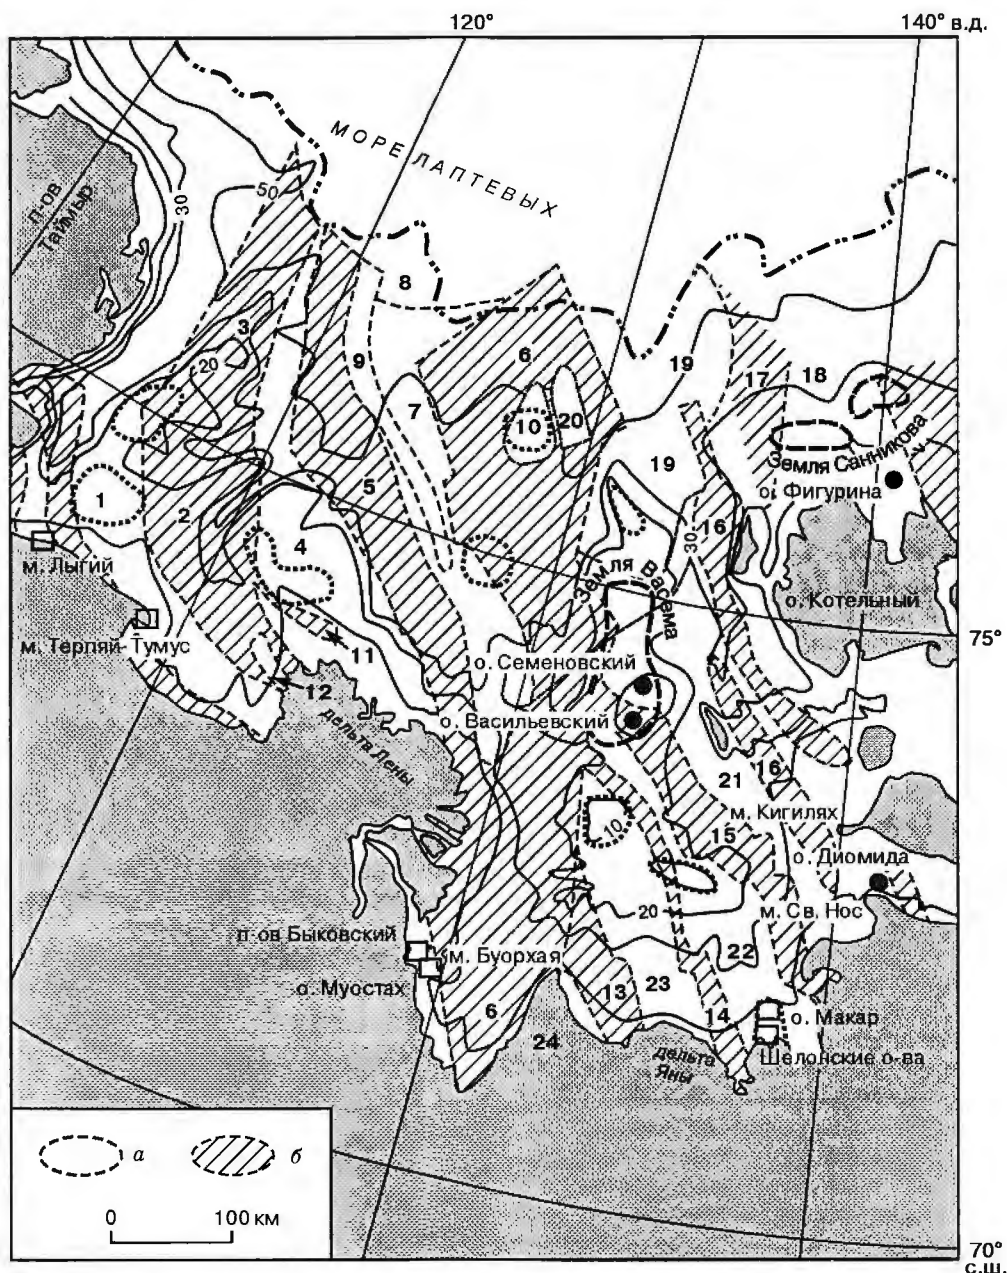 120°
140° в.д.
МОРЕ ЛАПТЕВЫХ
п-ов
Таймыр
30
50
8
3
9
6
19
17
18
20
7
10
20
Земля Санникова
о. Фигурина
1
2
5
4
19
16
30
м. Лыгий
Земля Васема
о. Котельный
м. Терпяй-Тумус
75°
11
о. Семеновский
12
дельта Лены
о. Васильевский
21
16
10
м. Кигилях
15
о. Диомида
20
м. Св. Нос
п-ов Быковский
22
м. Буорхая
о. Муостах
13
23
6
14
о. Макар
24
дельта
Яны
Шелонские о-ва
а
б
0
100 км
70°
с.ш.